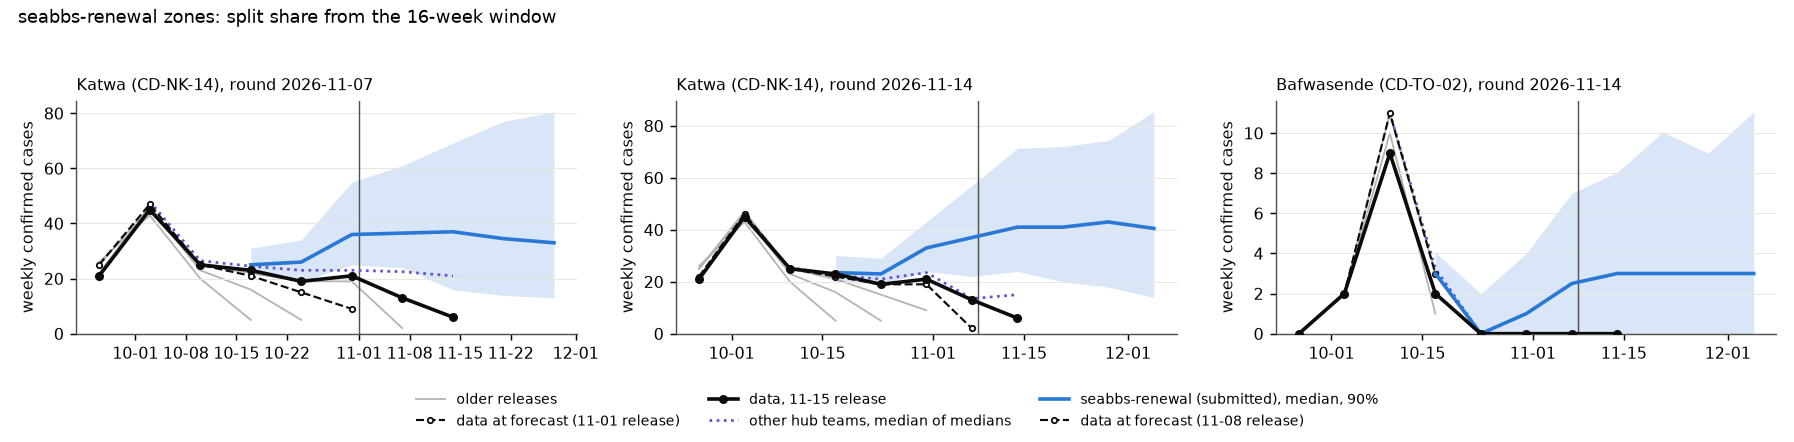 seabbs-renewal zones: split share from the 16-week window
Katwa (CD-NK-14), round 2026-11-07
weekly confirmed cases
80
60
40
20
0
10-01 10-08 10-15 10-22 11-01 11-08 11-15 11-22 12-01
Katwa (CD-NK-14), round 2026-11-14
weekly confirmed cases
80
60
40
20
0
10-01 10-15 11-01 11-15 12-01
Bafwasende (CD-TO-02), round 2026-11-14
weekly confirmed cases
10
8
6
4
2
0
10-01 10-15 11-01 11-15 12-01
older releases
data at forecast (11-01 release)
data, 11-15 release
other hub teams, median of medians
seabbs-renewal (submitted), median, 90%
data at forecast (11-08 release)